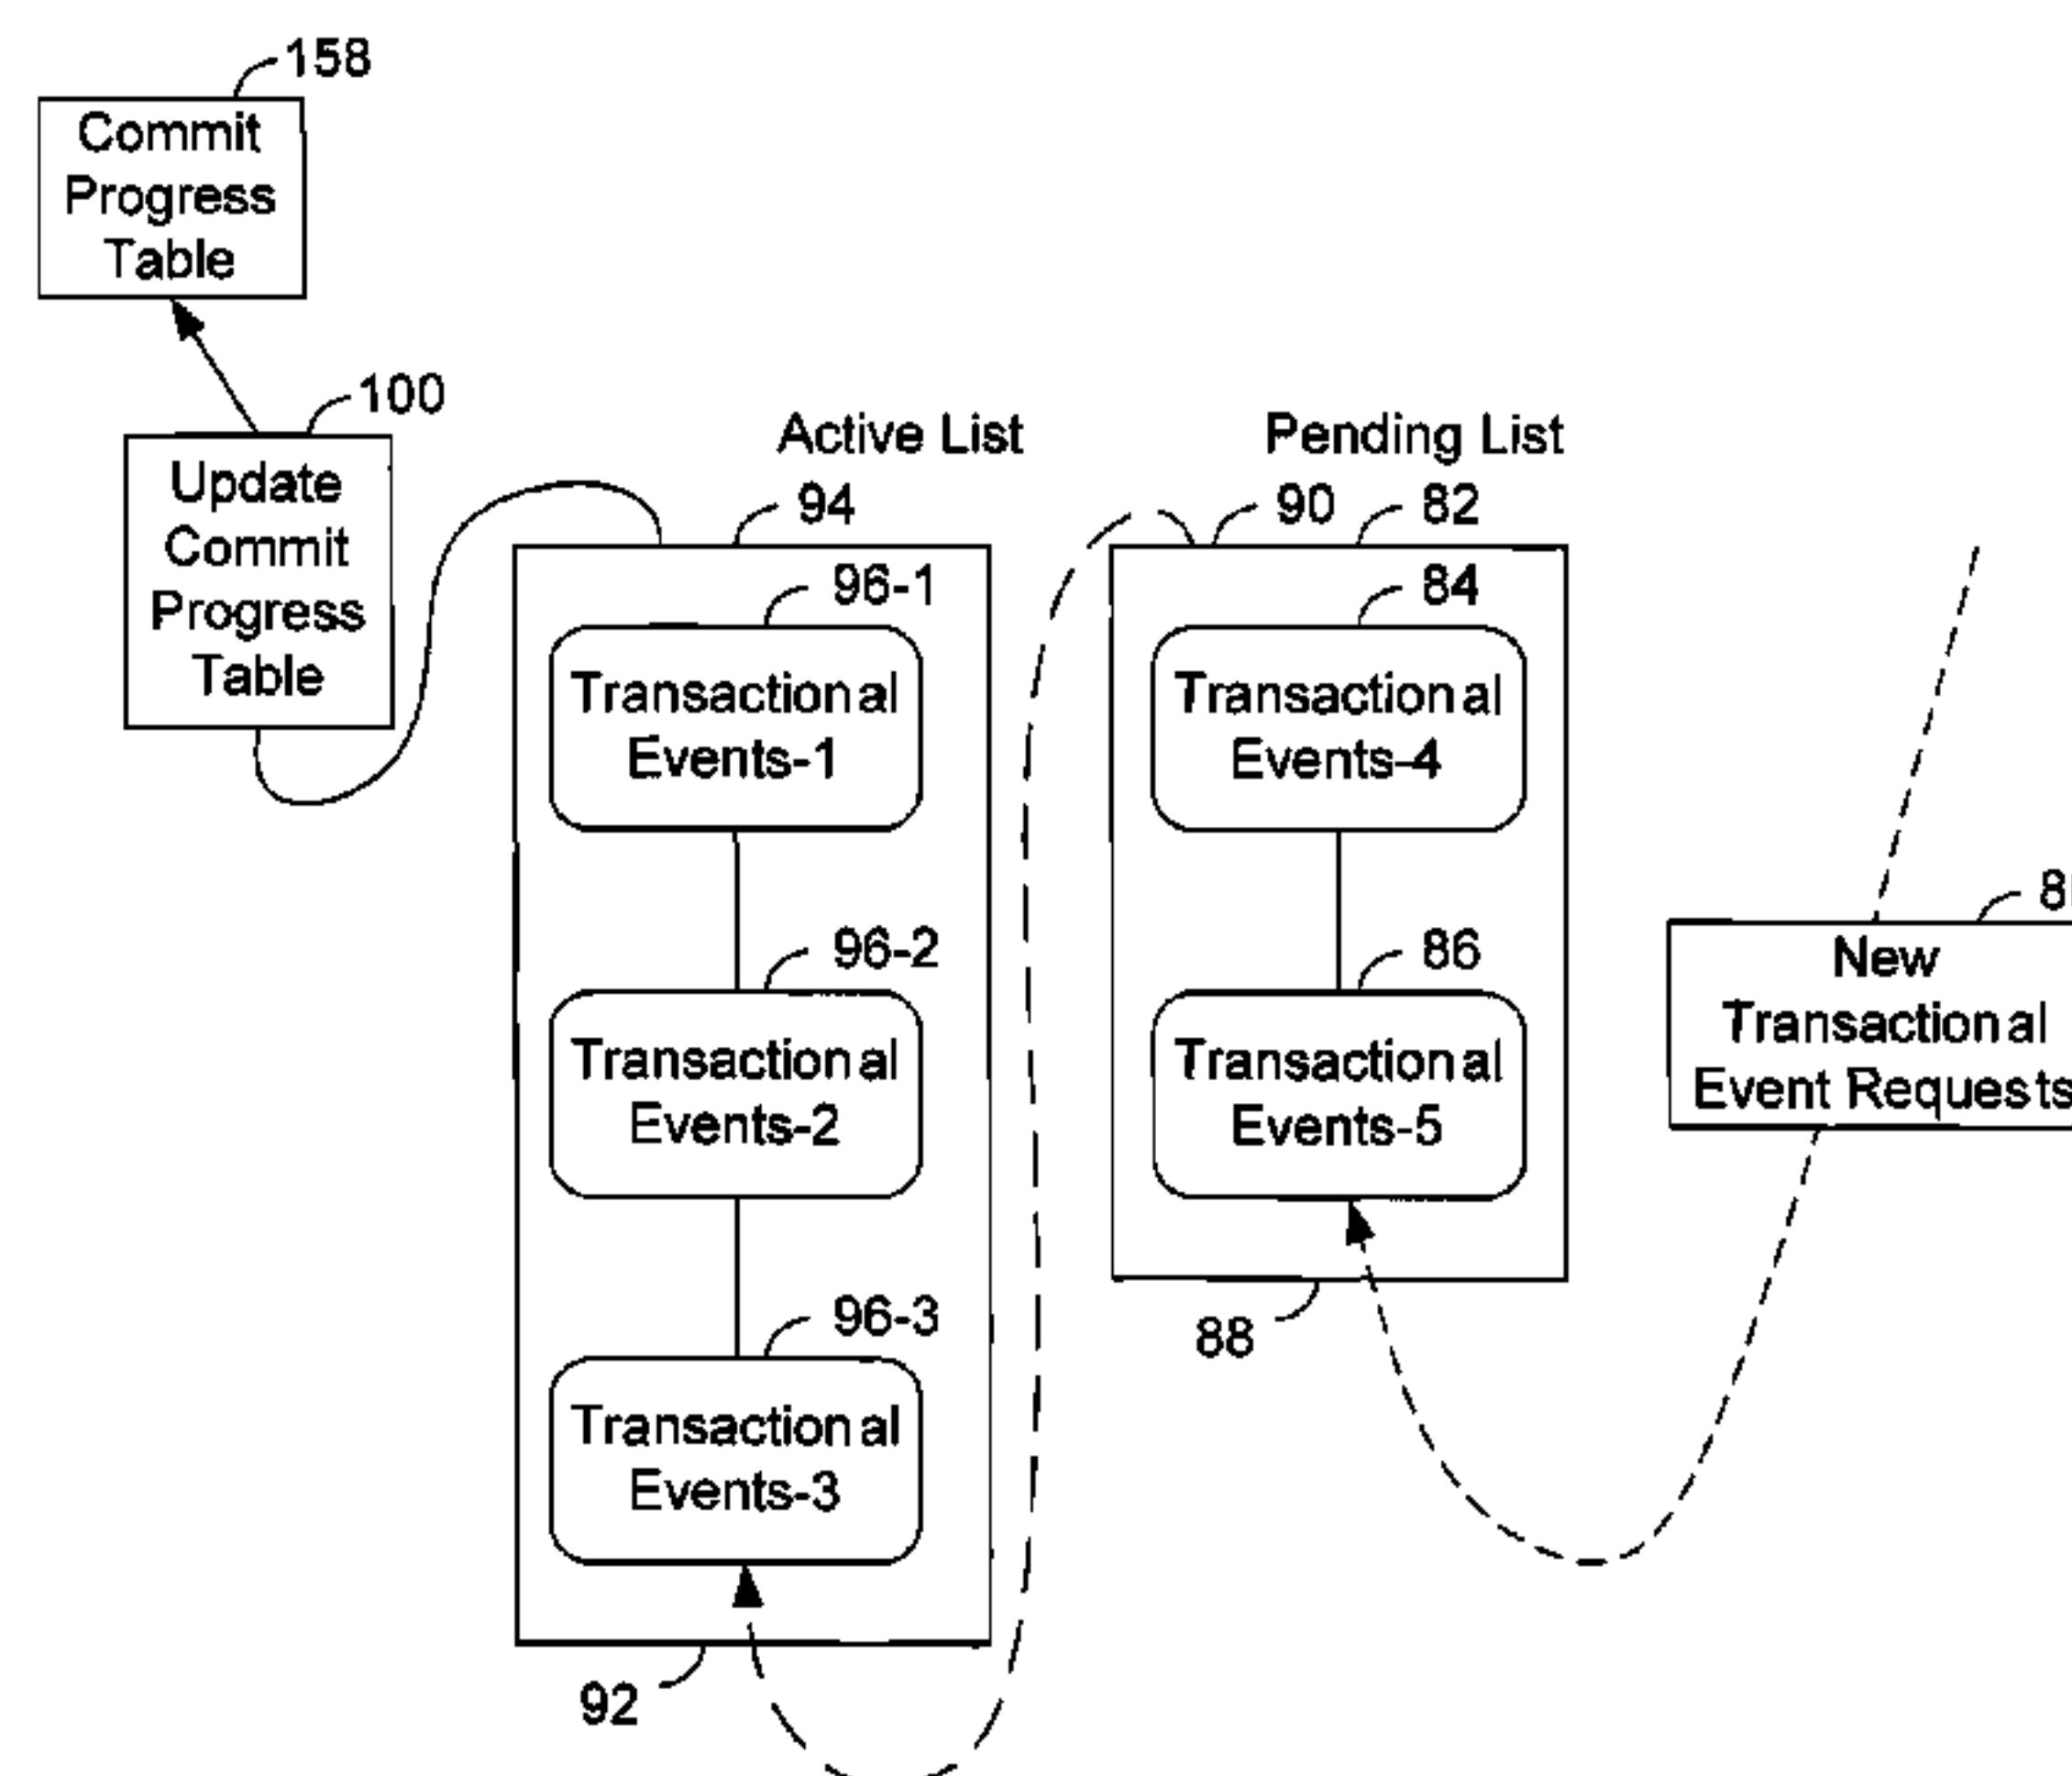 158
Commit
Progress
Table
100
Update
Commit
Progress
Table
Active List
94
96-1
Transactional
Events-1
96-2
Transactional
Events-2
96-3
Transactional
Events-3
92
Pending List
90
82
84
Transactional
Events-4
86
Transactional
Events-5
88
New
Transactional
Event Requests